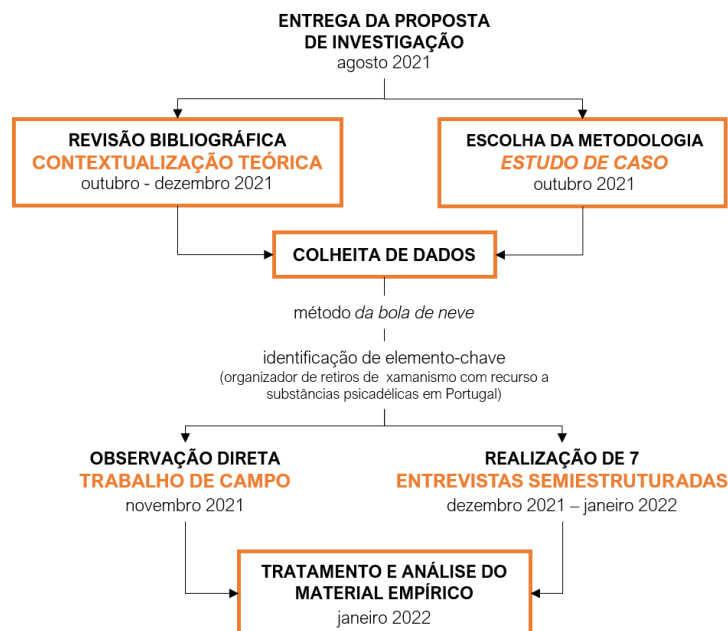 ENTREGA DA PROPOSTA
DE INVESTIGAÇÃO
agosto 2021
REVISÃO BIBLIOGRÁFICA
CONTEXTUALIZAÇÃO TEÓRICA
outubro - dezembro 2021
ESCOLHA DA METODOLOGIA
ESTUDO DE CASO
outubro 2021
COLHEITA DE DADOS
método da bola de neve
identificação de elemento-chave
(organizador de retiros de xamanismo com recurso a
substâncias psicadélicas em Portugal)
OBSERVAÇÃO DIRETA
TRABALHO DE CAMPO
novembro 2021
REALIZAÇÃO DE 7
ENTREVISTAS SEMIESTRUTURADAS
dezembro 2021 – janeiro 2022
TRATAMENTO E ANÁLISE DO
MATERIAL EMPÍRICO
janeiro 2022